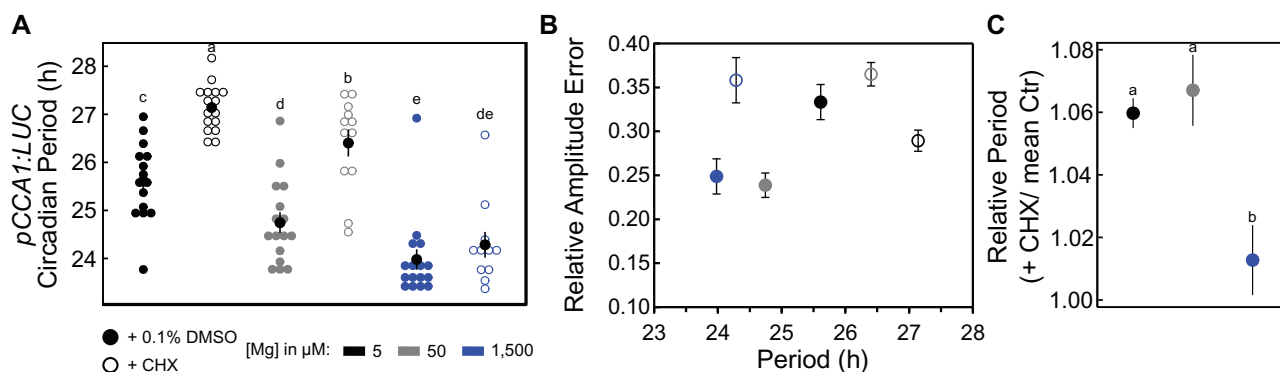 A
pCCA1:LUC
Circadian Period (h)
28
27
26
25
24
c
a
d
b
e
de
+ 0.1% DMSO
+ CHX
[Mg] in µM:
5
50
1,500
B
Relative Amplitude Error
0.40
0.35
0.30
0.25
0.20
0.15
0.10
23
24
25
26
27
28
Period (h)
C
Relative Period
(+ CHX/ mean Ctr)
1.08
1.06
1.04
1.02
1.00
a
a
b